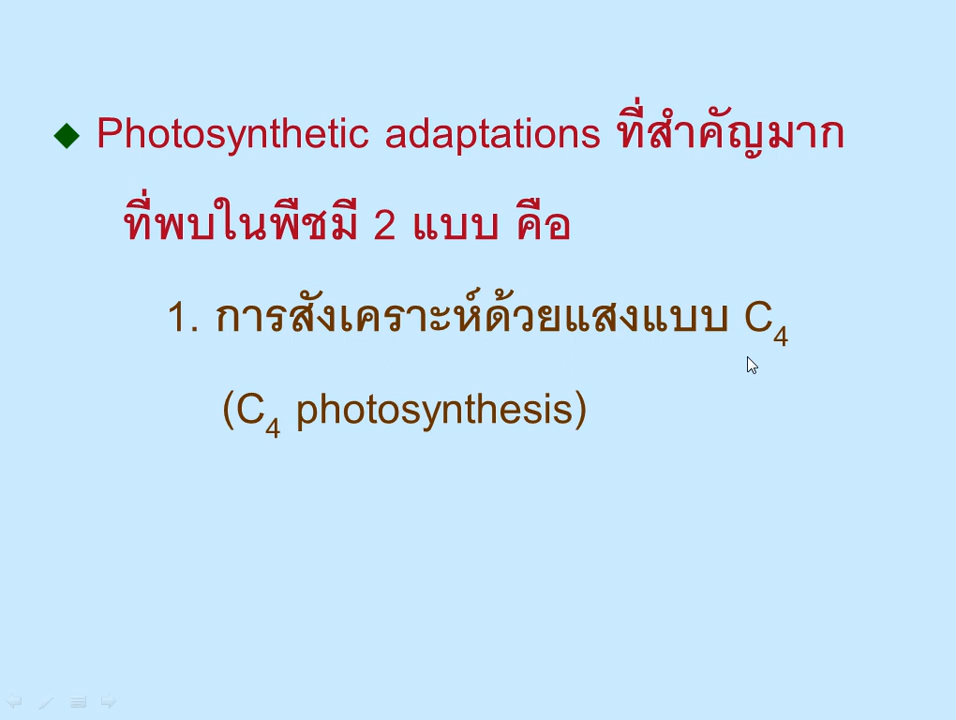 Photosynthetic adaptations ที่สำคัญมาก
ที่พบในพืชมี 2 แบบ คือ
1. การสังเคราะห์ด้วยแสงแบบ C₄
(C₄ photosynthesis)